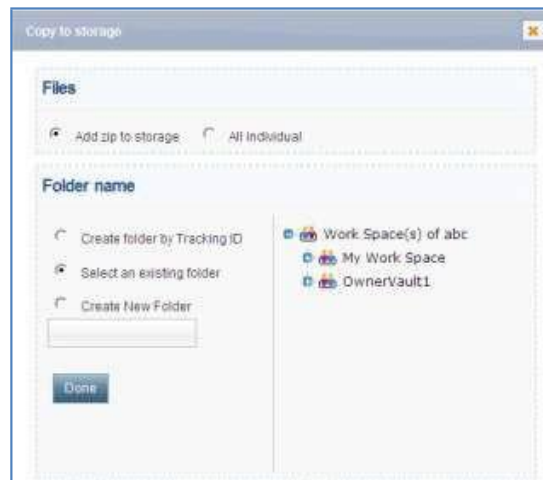 Copy to storage
Files
Add zip to storage
All Individual
Folder name
Create folder by Tracking ID
Select an existing folder
Create New Folder
Done
Work Space(s) of abc
My Work Space
OwnerVault1